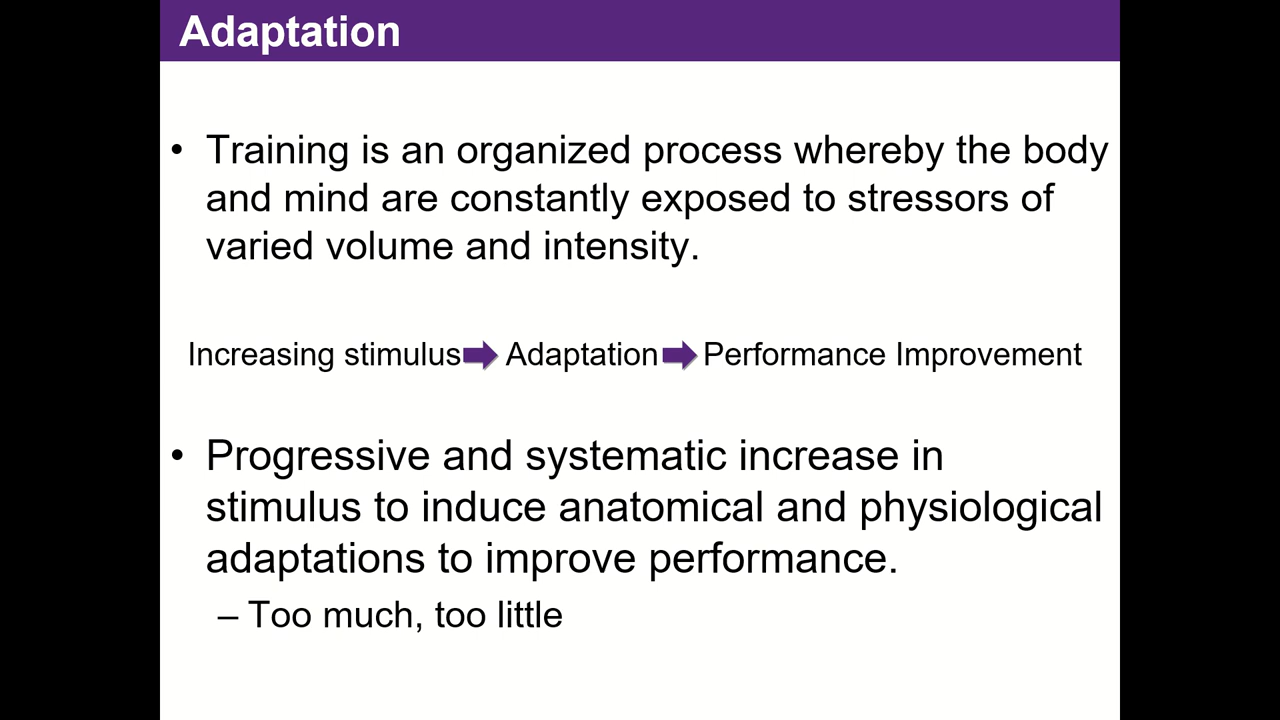 Adaptation
• Training is an organized process whereby the body
and mind are constantly exposed to stressors of
varied volume and intensity.
Increasing stimulus Adaptation Performance Improvement
• Progressive and systematic increase in
stimulus to induce anatomical and physiological
adaptations to improve performance.
– Too much, too little